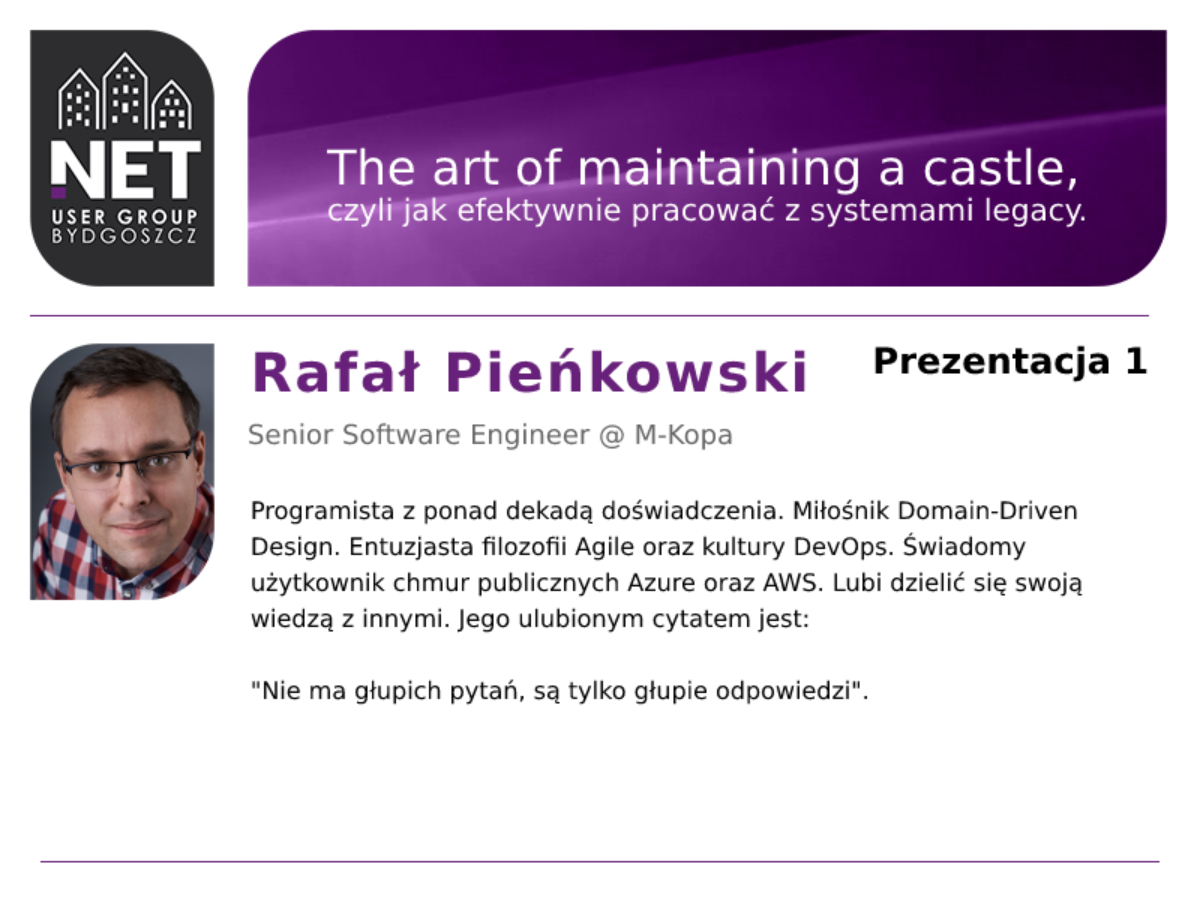 .NET
USER GROUP
BYDGOSZCZ
The art of maintaining a castle,
czyli jak efektywnie pracować z systemami legacy.
Rafał Pieńkowski
Prezentacja 1
Senior Software Engineer @ M-Kopa
Programista z ponad dekadą doświadczenia. Miłośnik Domain-Driven
Design. Entuzjasta filozofii Agile oraz kultury DevOps. Świadomy
użytkownik chmur publicznych Azure oraz AWS. Lubi dzielić się swoją
wiedzą z innymi. Jego ulubionym cytatem jest:
"Nie ma głupich pytań, są tylko głupie odpowiedzi".